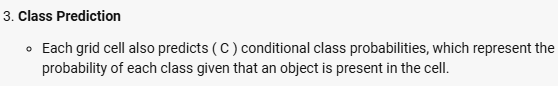 3. Class Prediction
○ Each grid cell also predicts ( C ) conditional class probabilities, which represent the
probability of each class given that an object is present in the cell.